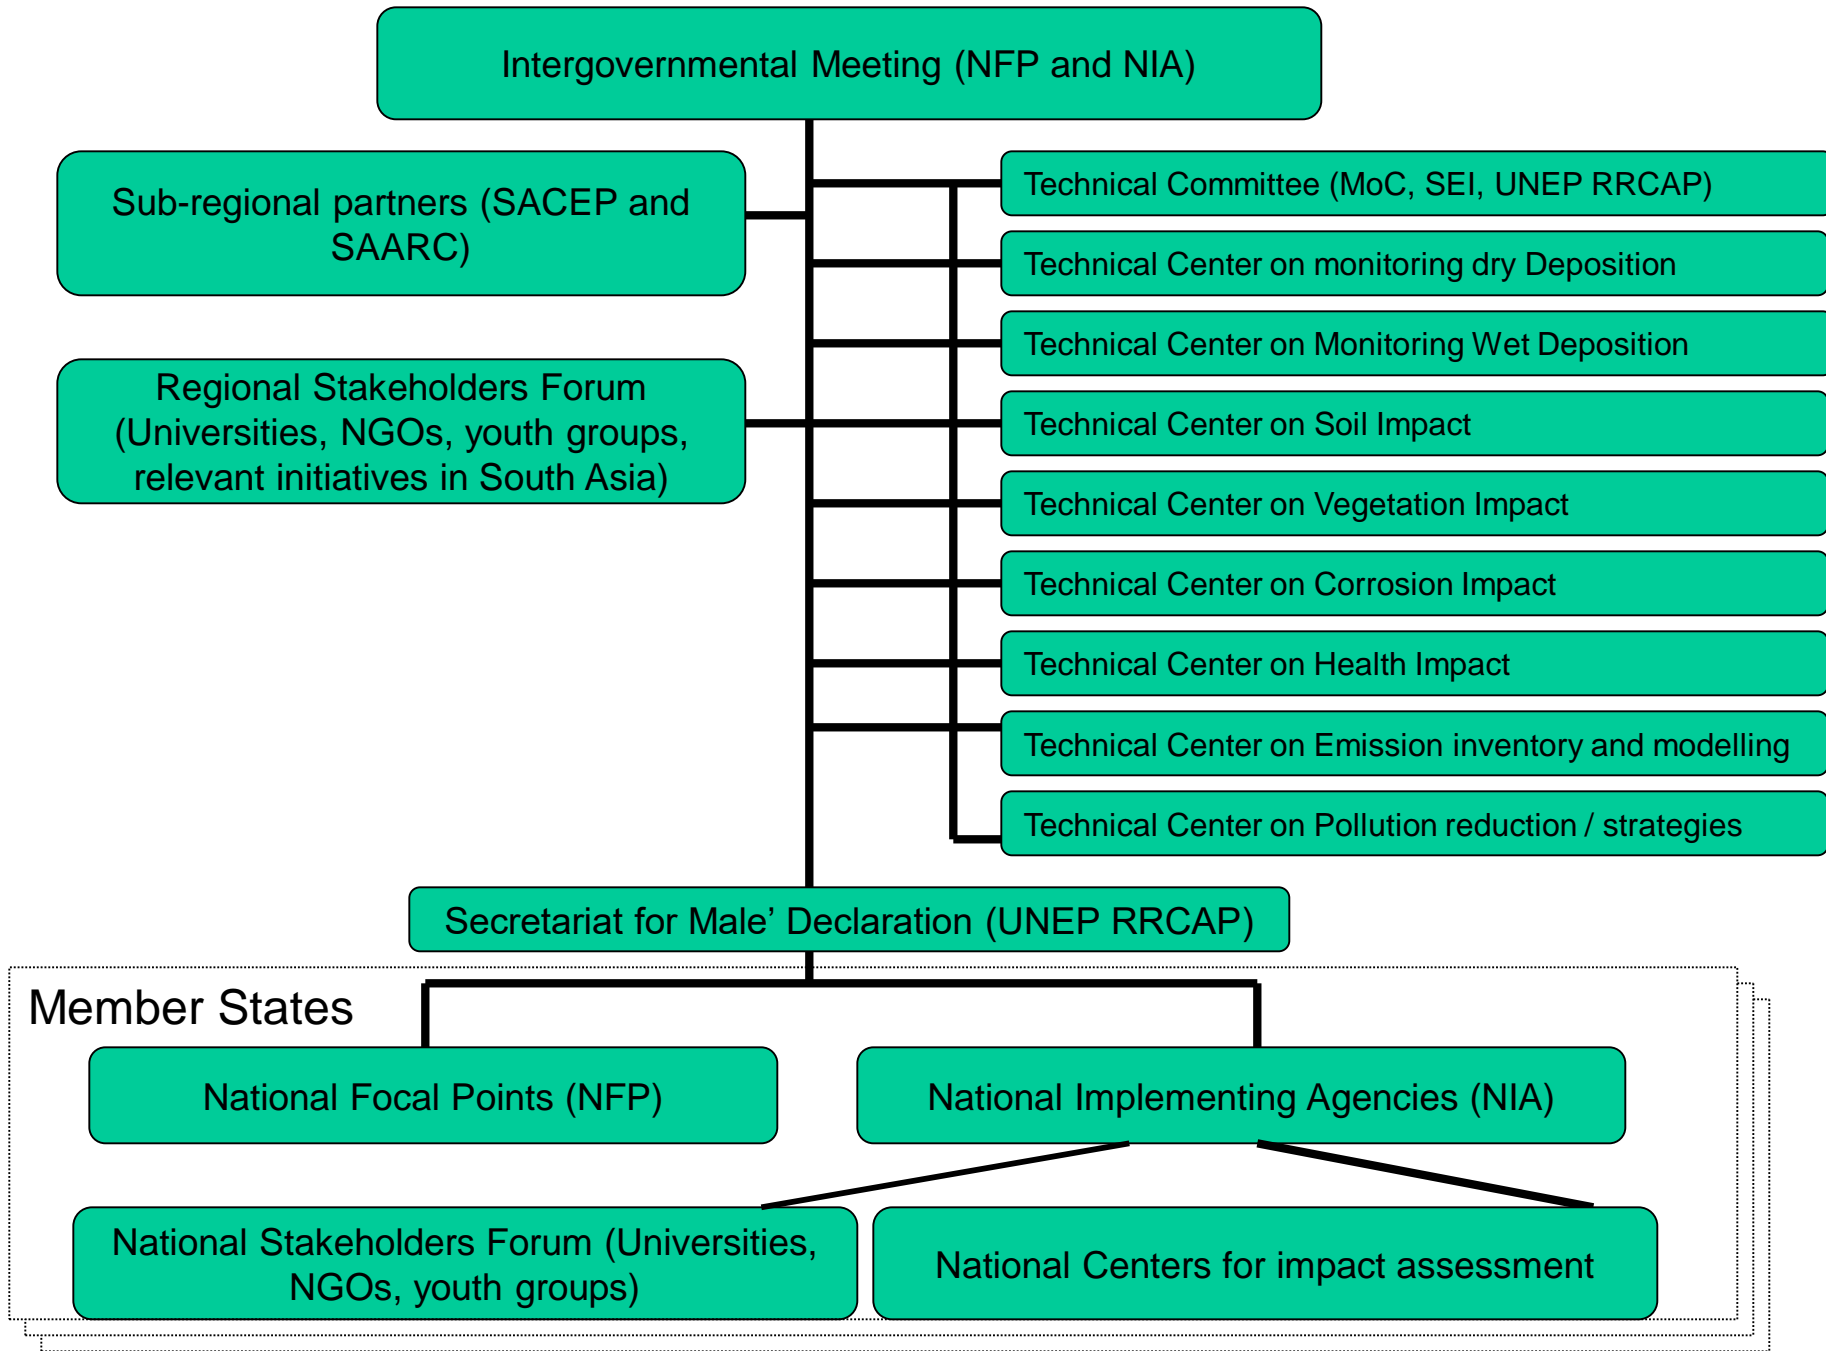 Intergovernmental Meeting (NFP and NIA)
Sub-regional partners (SACEP and
SAARC)
Regional Stakeholders Forum
(Universities, NGOs, youth groups,
relevant initiatives in South Asia)
Technical Committee (MoC, SEI, UNEP RRCAP)
Technical Center on monitoring dry Deposition
Technical Center on Monitoring Wet Deposition
Technical Center on Soil Impact
Technical Center on Vegetation Impact
Technical Center on Corrosion Impact
Technical Center on Health Impact
Technical Center on Emission inventory and modelling
Technical Center on Pollution reduction / strategies
Secretariat for Male’ Declaration (UNEP RRCAP)
Member States
National Focal Points (NFP)
National Implementing Agencies (NIA)
National Stakeholders Forum (Universities,
NGOs, youth groups)
National Centers for impact assessment